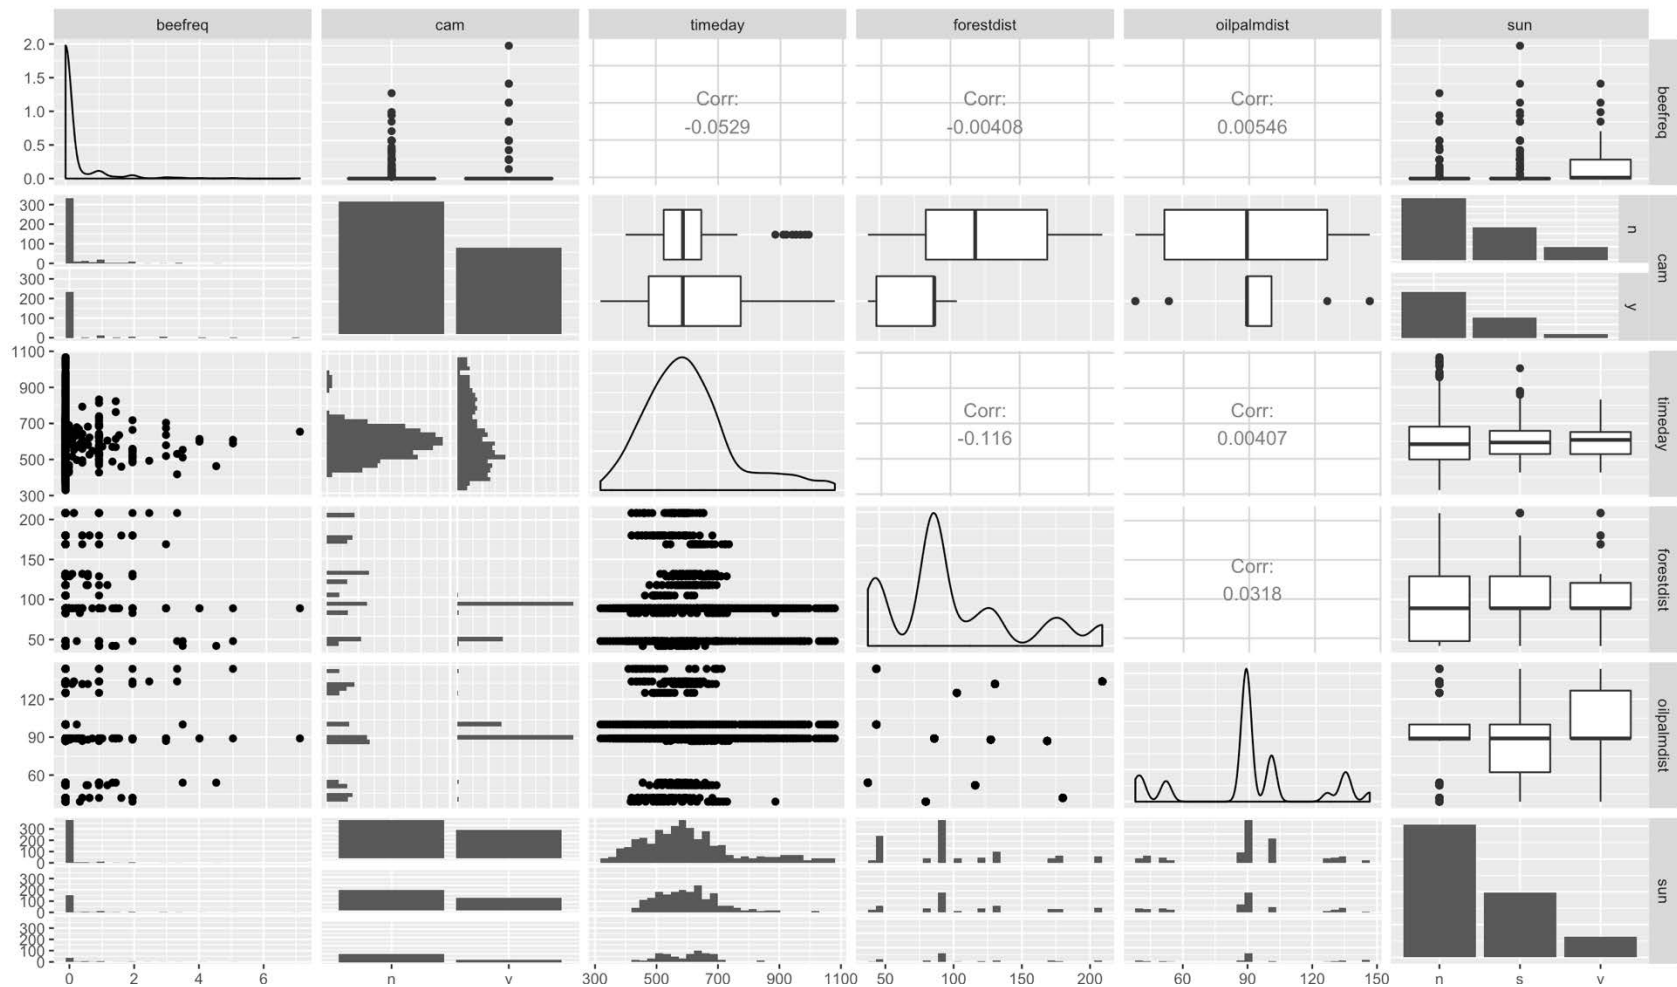 beefreq cam timeday forestdist oilpalmdist sun
2.0
1.5
1.0
0.5
0.0
Corr:
-0.0529
Corr:
-0.00408
Corr:
0.00546
beefreq
300
200
100
0
300
200
100
0
n
y
cam
1100
900
700
500
300
Corr:
-0.116
Corr:
0.00407
timeday
200
150
100
50
Corr:
0.0318
forestdist
120
90
60
oilpalmdist
300
200
100
0
300
200
100
0
300
200
100
0
sun
0 2 4 6 n y 300 500 700 900 1100 50 100 150 200 60 90 120 150 n s v